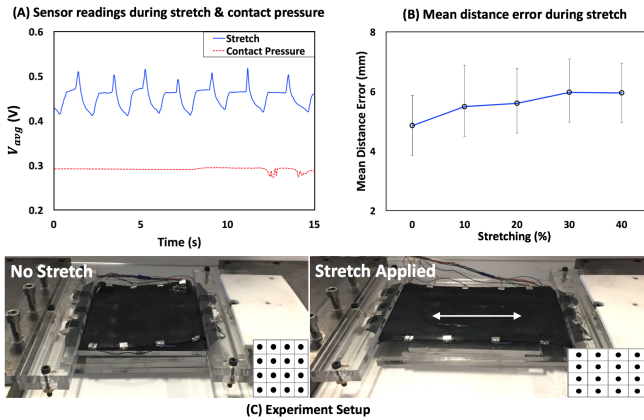 (A) Sensor readings during stretch & contact pressure
0.6
0.5
0.4
0.3
0.2
V_avg (V)
Stretch
Contact Pressure
0
5
10
15
Time (s)
(B) Mean distance error during stretch
8
6
4
2
Mean Distance Error (mm)
0
10
20
30
40
Stretching (%)
No Stretch
Stretch Applied
(C) Experiment Setup